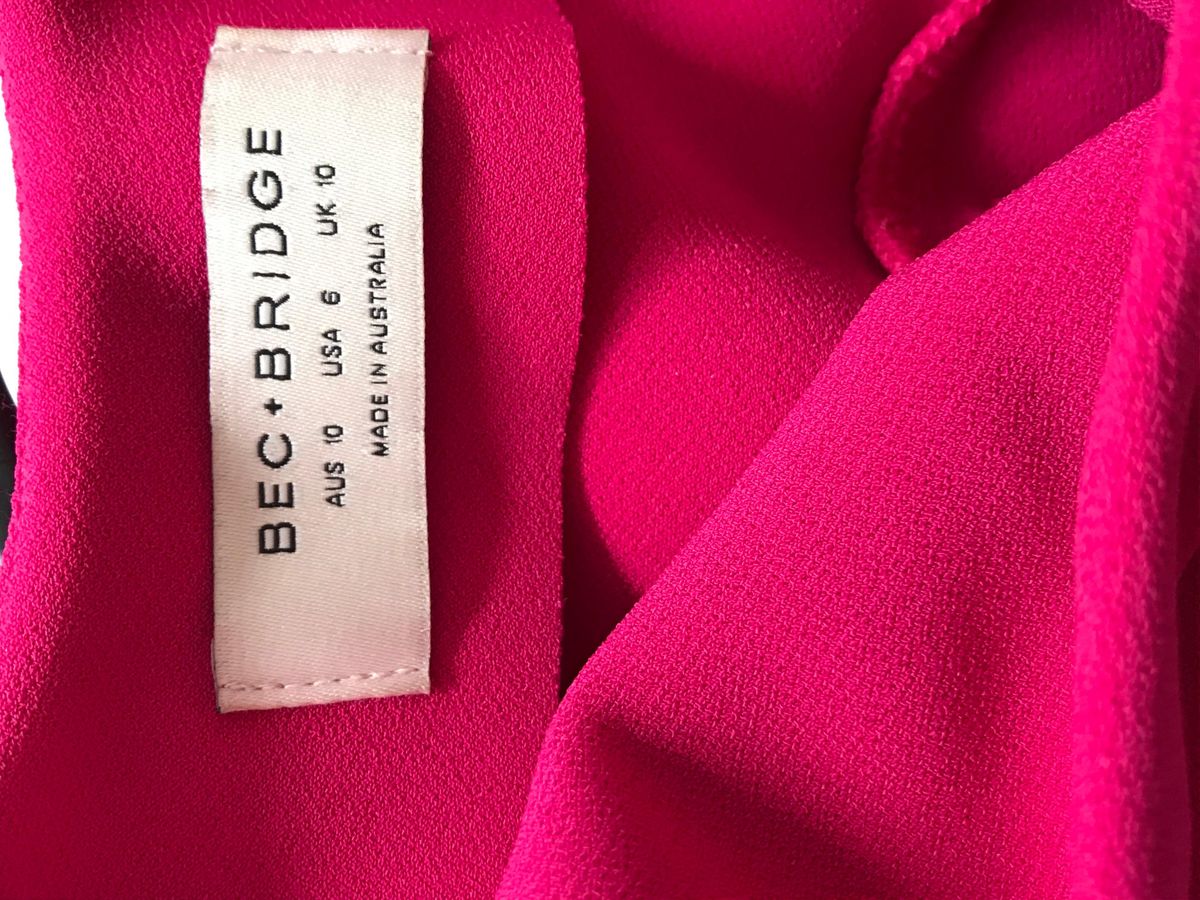 BEC+BRIDGE
AUS 10 USA 6 UK 10
MADE IN AUSTRALIA